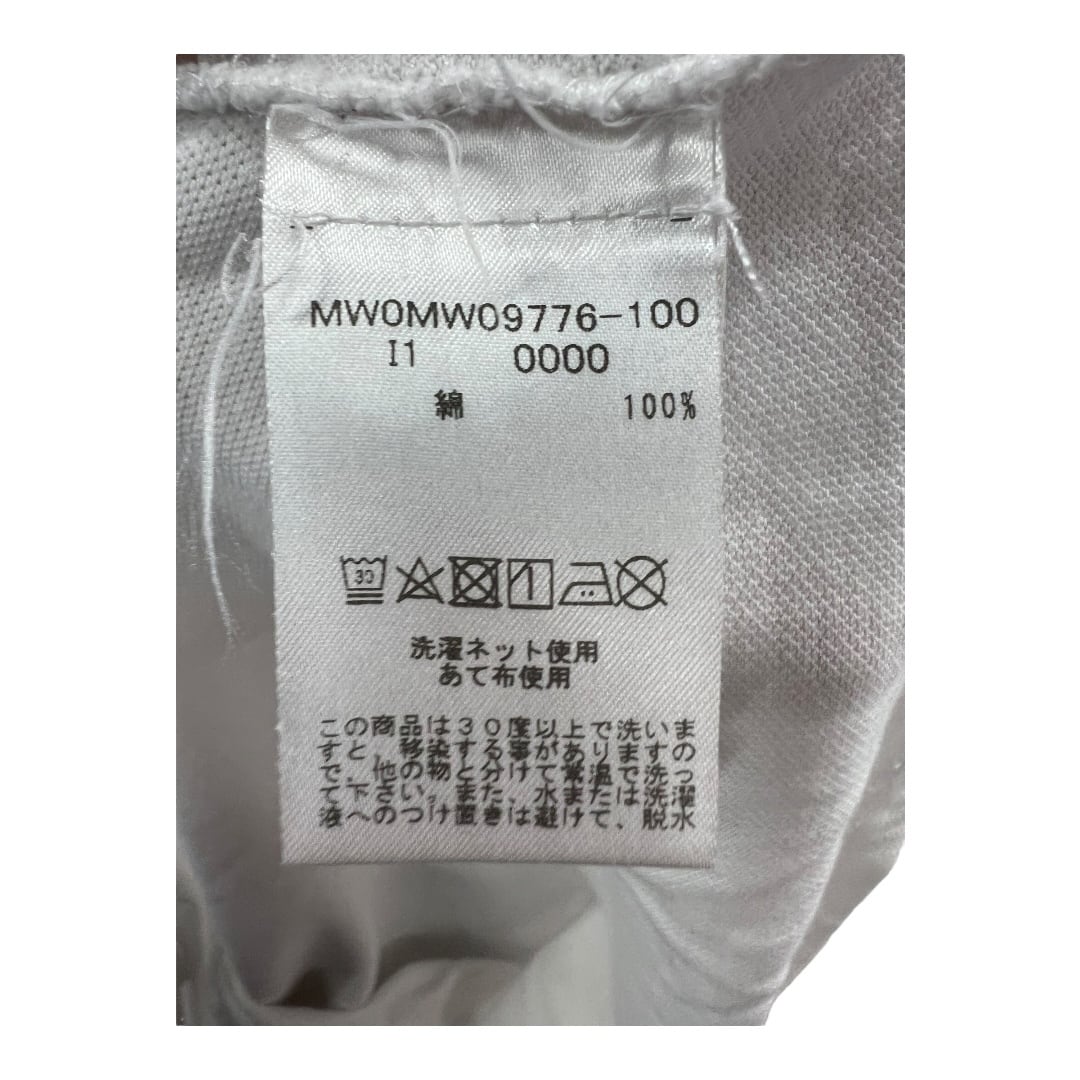 MW0MW09776-100
I1 0000
綿 100%
30
洗濯ネット使用
あて布使用
この商品は30度以上で洗いま
すと、移染する事がありますの
で、他の物と分けて常温で洗っ
て下さい。また、水または洗濯
液へのつけ置きは避けて、脱水